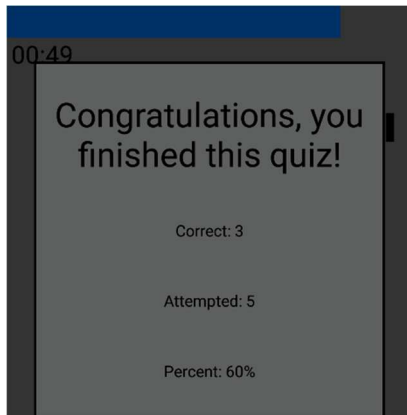 00:49
Congratulations, you
finished this quiz!
Correct: 3
Attempted: 5
Percent: 60%